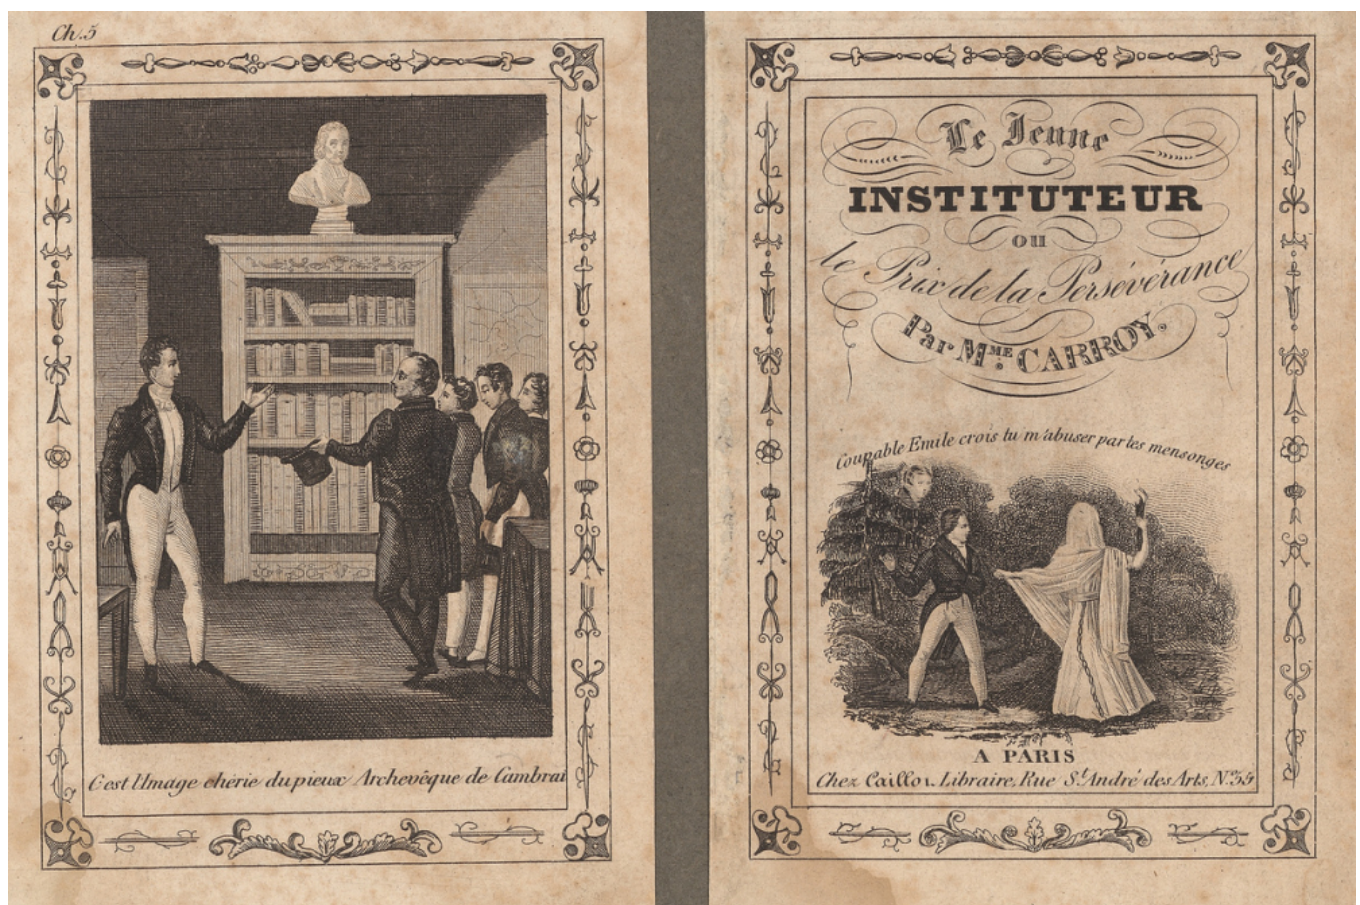 Ch. 5
C'est l'Image chérie du pieux Archevêque de Cambrai
Le Jeune
INSTITUTEUR
ou
le Prix de la Persévérance
Par Mme. CARROY.
Coupable Emile crois tu m'abuser par tes mensonges
A PARIS
Chez Caillot, Libraire, Rue St. André des Arts, No. 55